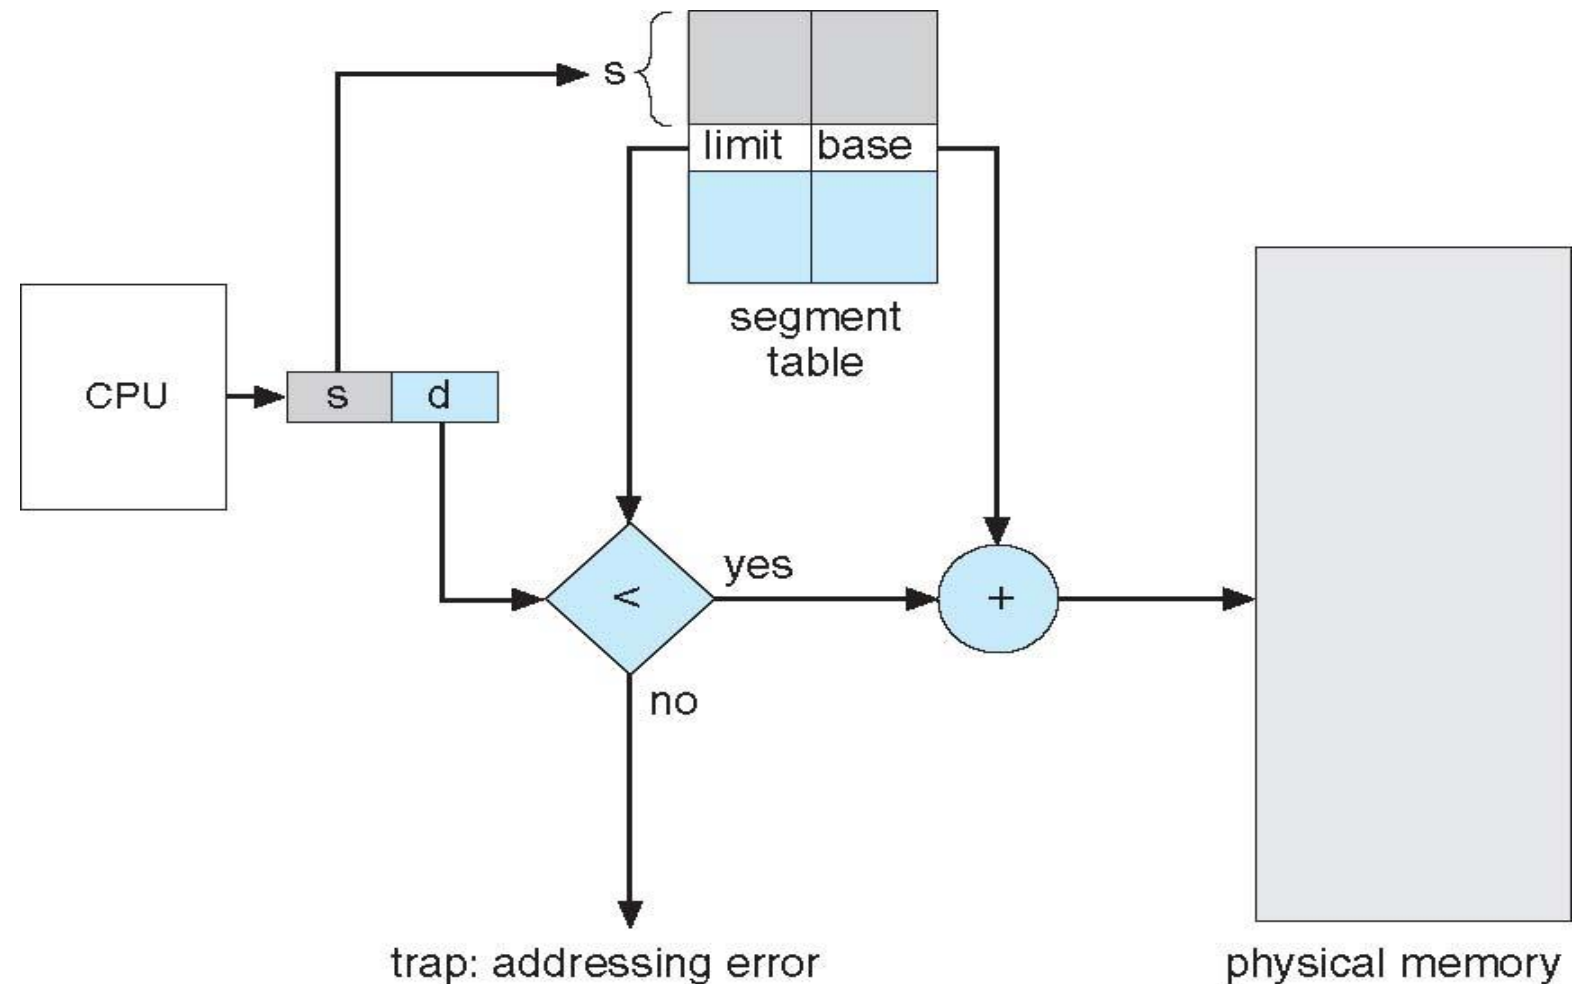 s
limit base
segment
table
CPU
s d
<
yes
+
no
trap: addressing error
physical memory